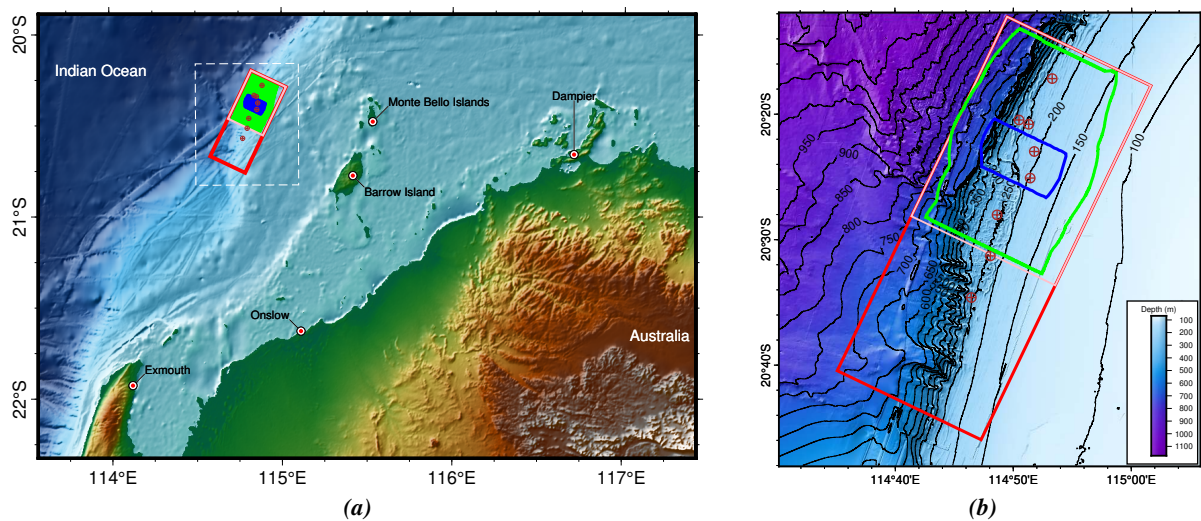 20°S
21°S
22°S
Indian Ocean
Monte Bello Islands
Dampier
Barrow Island
Onslow
Australia
Exmouth
114°E
115°E
116°E
117°E
(a)
20°20'S
20°30'S
20°40'S
950
900
850
800
750
700
650
600
350
250
200
150
100
Depth (m)
100
200
300
400
500
600
700
800
900
1000
1100
114°40'E
114°50'E
115°00'E
(b)